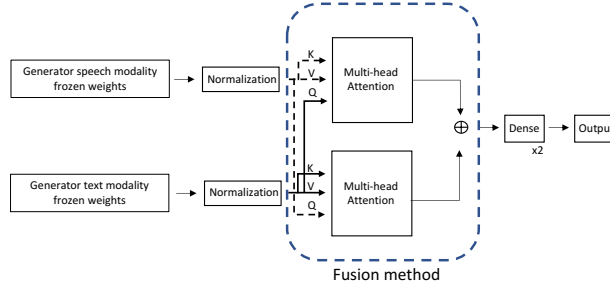 Generator speech modality
frozen weights
Normalization
K
V
Q
Multi-head
Attention
Generator text modality
frozen weights
Normalization
K
V
Q
Multi-head
Attention
Dense
x2
Output
Fusion method